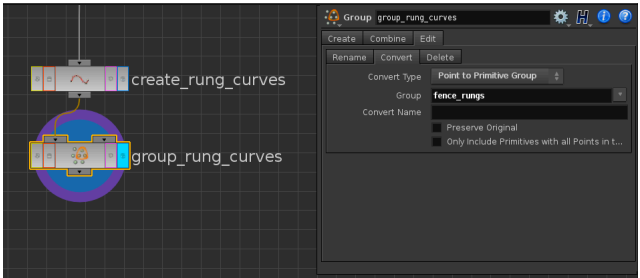 create_rung_curves
group_rung_curves
Group group_rung_curves
Create Combine Edit
Rename Convert Delete
Convert Type Point to Primitive Group
Group fence_rungs
Convert Name
Preserve Original
Only Include Primitives with all Points in t...